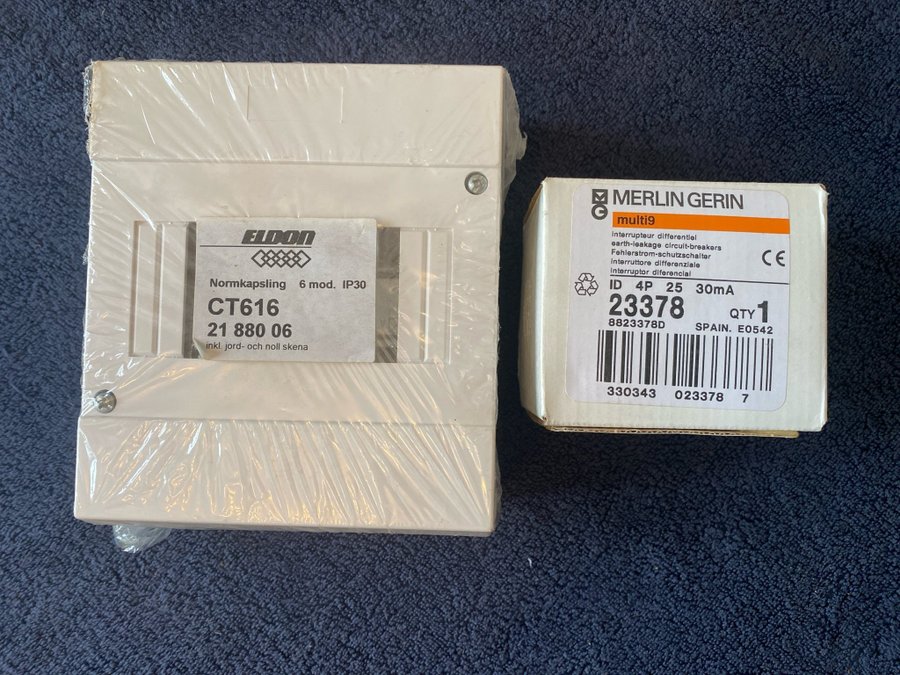 ELDON
Normkapsling 6 mod. IP30
CT616
21 880 06
inkl. jord- och noll skena
MERLIN GERIN
multi9
interrupteur differentiel
earth-leakage circuit-breakers
Fehlerstrom-schutzschalter
interruttore differenziale
interruptor diferencial
CE
ID 4P 25 30mA
23378 QTY 1
8823378D SPAIN. E0542
330343 023378 7